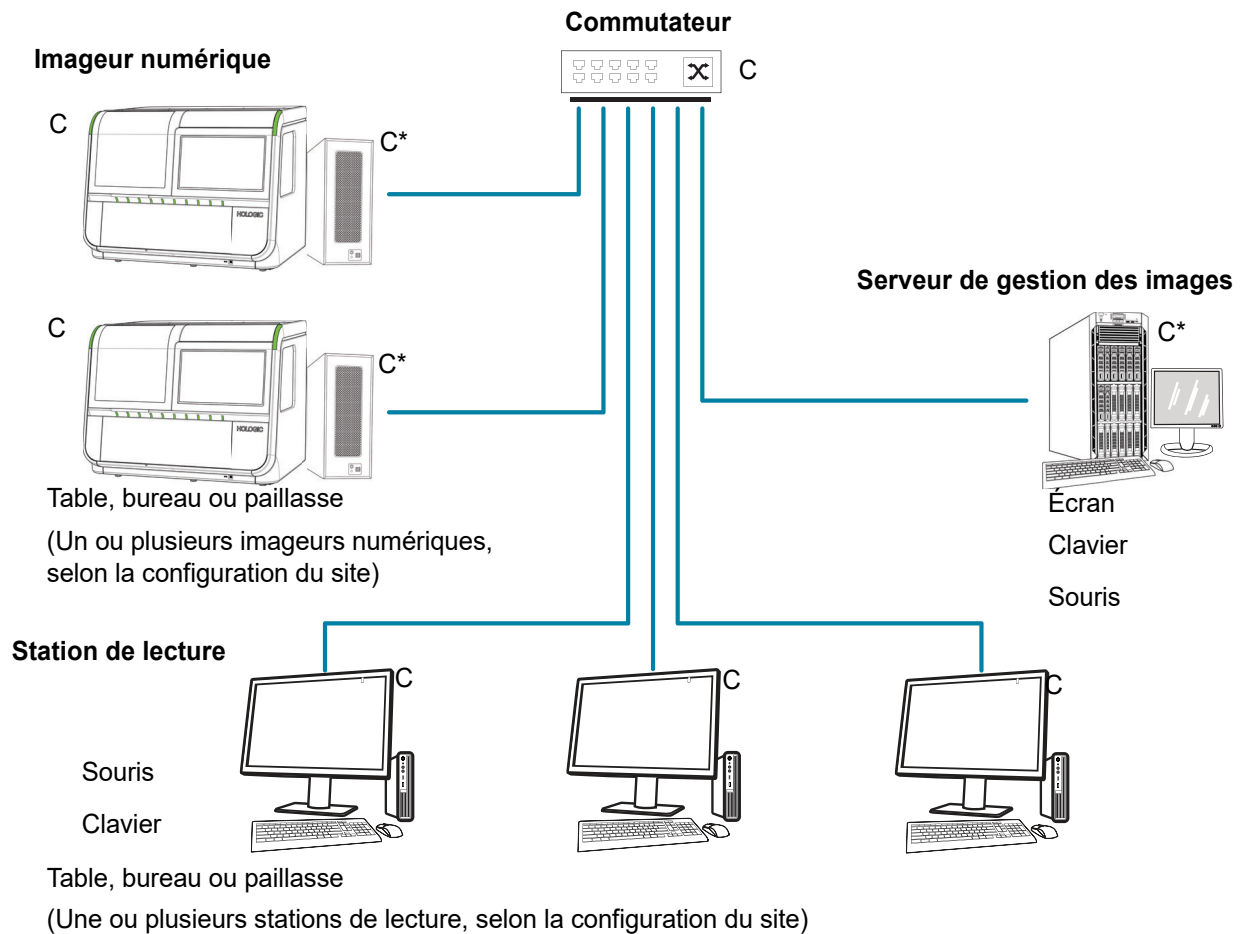 Commutateur
C
Imageur numérique
C
C*
HOLOGIC
C
C*
HOLOGIC
Table, bureau ou paillasse
(Un ou plusieurs imageurs numériques,
selon la configuration du site)
Serveur de gestion des images
C*
Écran
Clavier
Souris
Station de lecture
C
C
C
Souris
Clavier
Table, bureau ou paillasse
(Une ou plusieurs stations de lecture, selon la configuration du site)